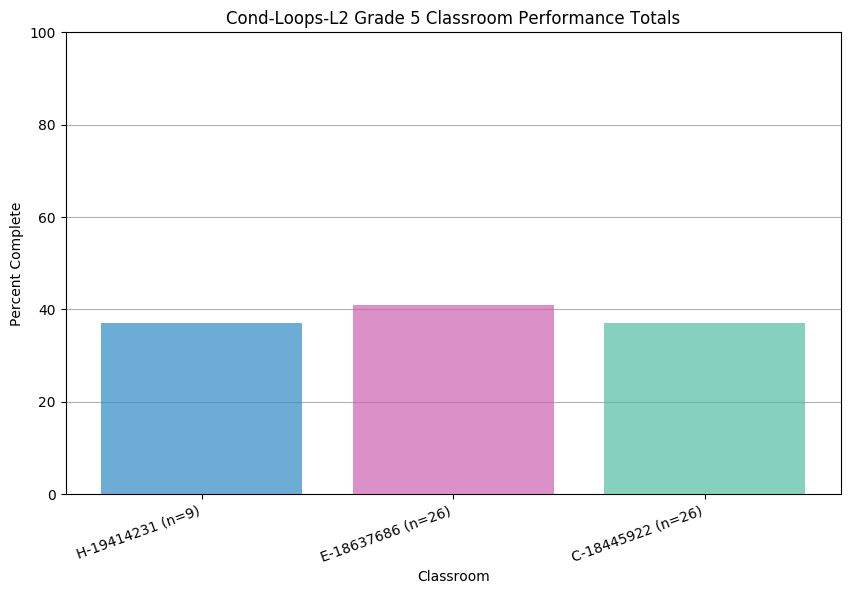 Cond-Loops-L2 Grade 5 Classroom Performance Totals
100
80
60
40
20
0
Percent Complete
H-19414231 (n=9)
E-18637686 (n=26)
C-18445922 (n=26)
Classroom